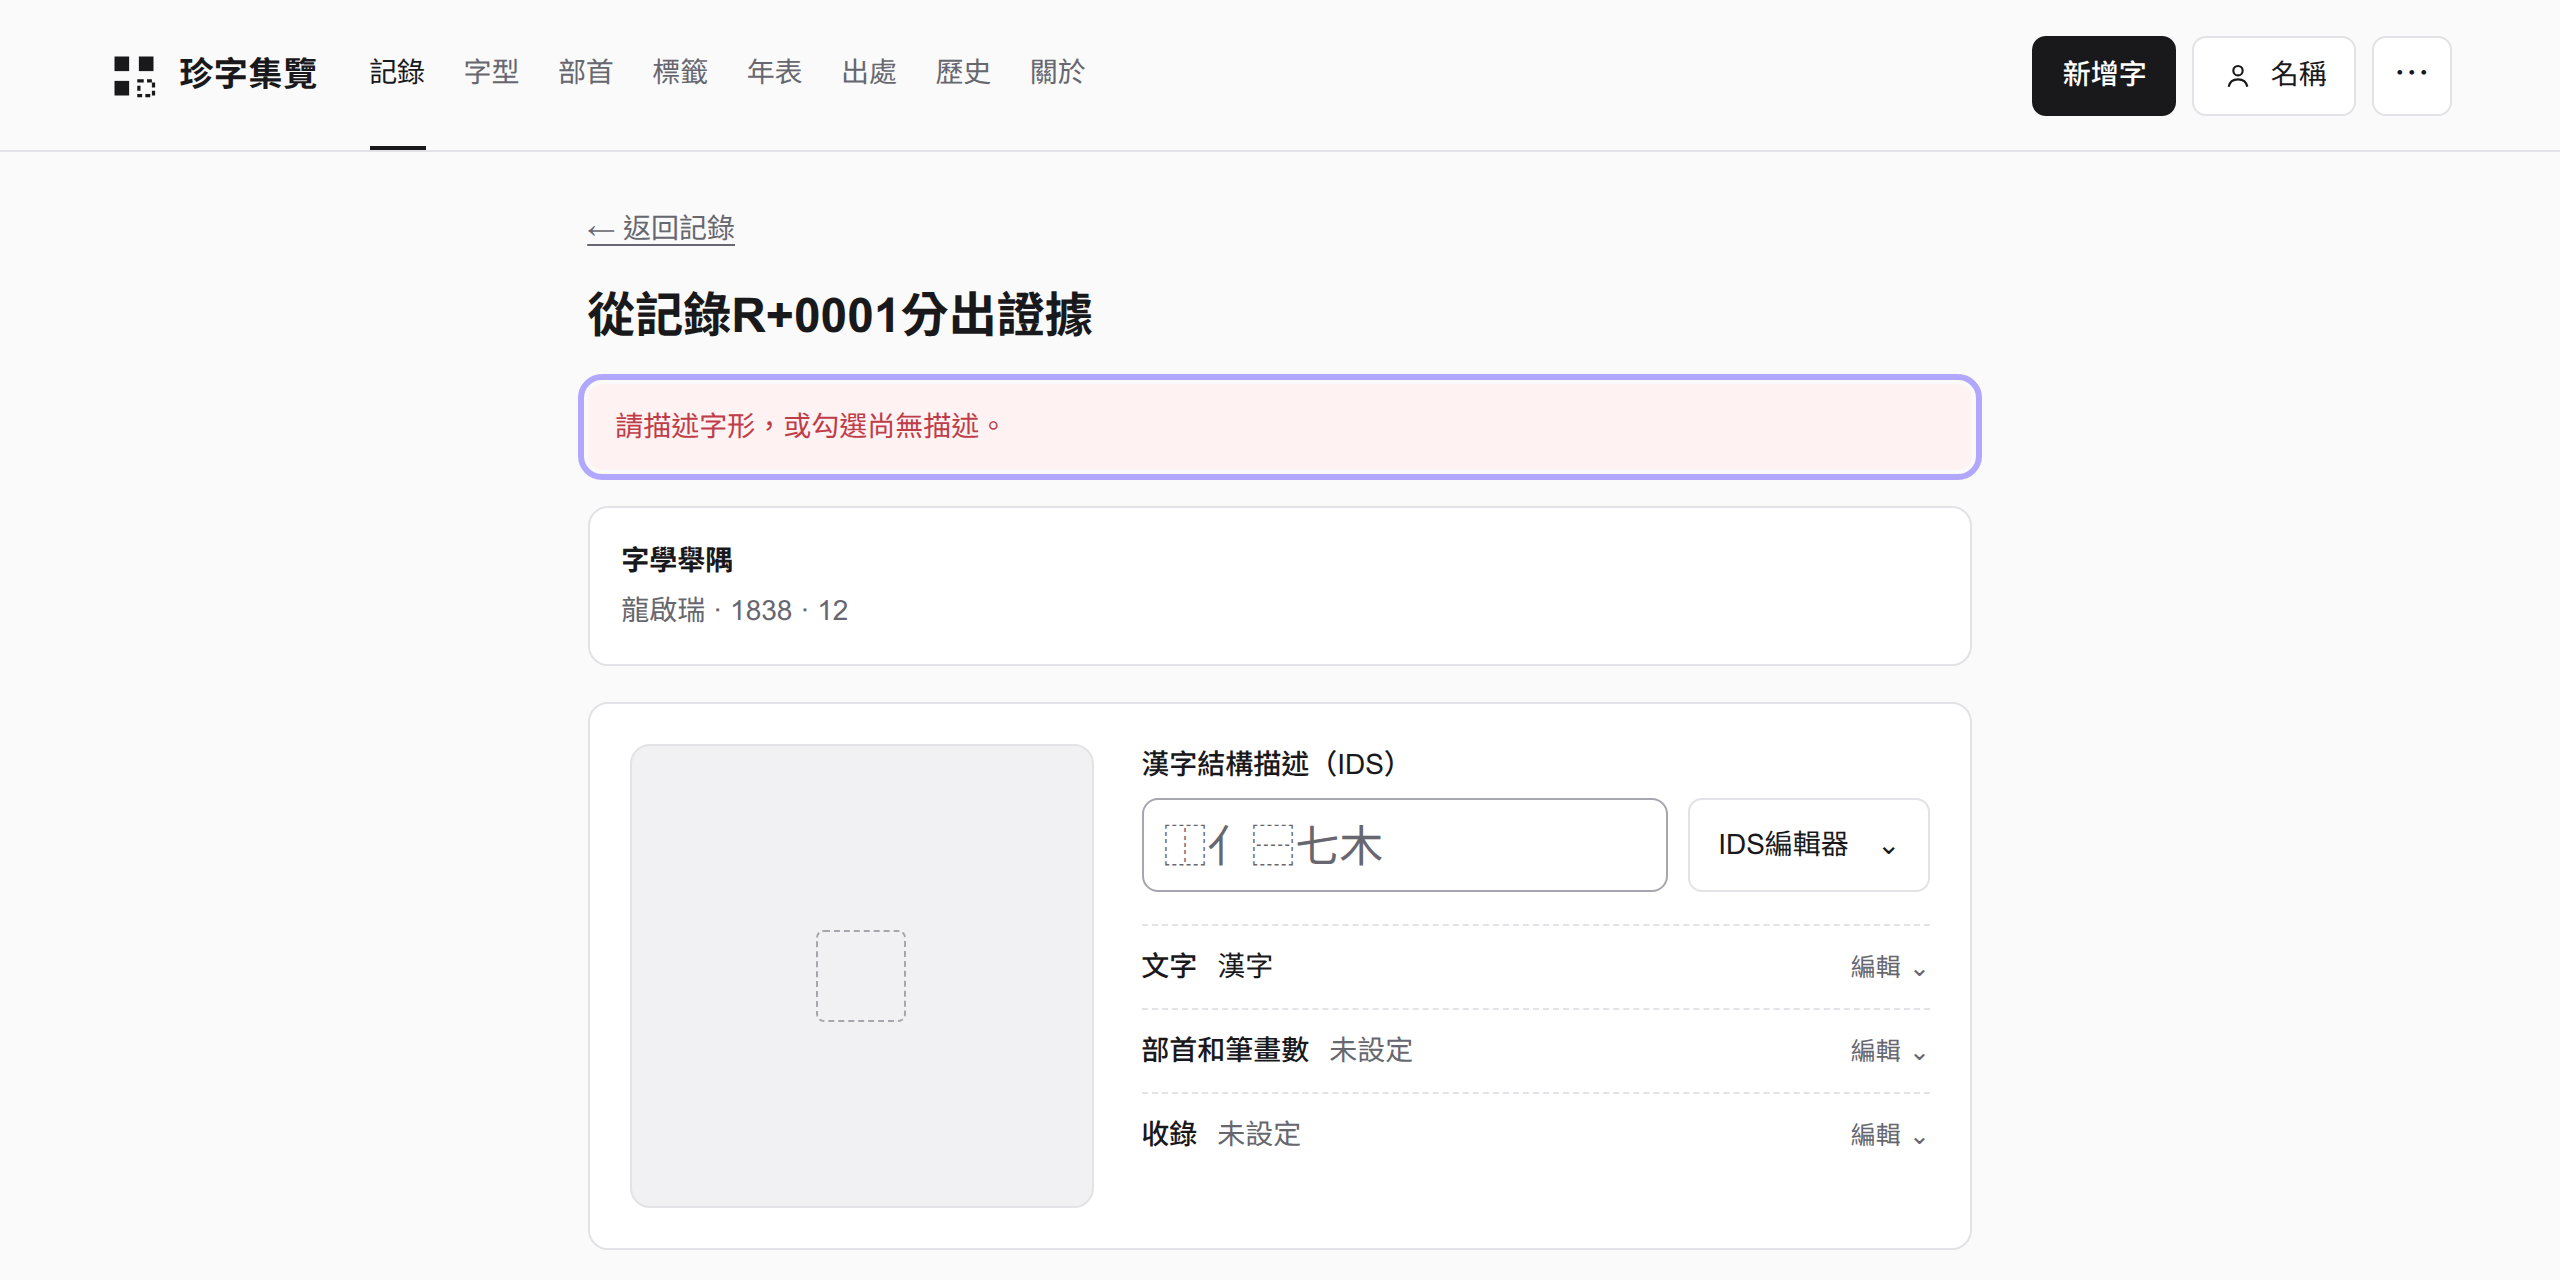 珍字集覽
記錄 字型 部首 標籤 年表 出處 歷史 關於
新增字
名稱
···
← 返回記錄
從記錄R+0001分出證據
請描述字形，或勾選尚無描述。
字學舉隅
龍啟瑞 · 1838 · 12
漢字結構描述（IDS）
⿰亻⿱七木
IDS編輯器
文字 漢字
編輯
部首和筆畫數 未設定
編輯
收錄 未設定
編輯